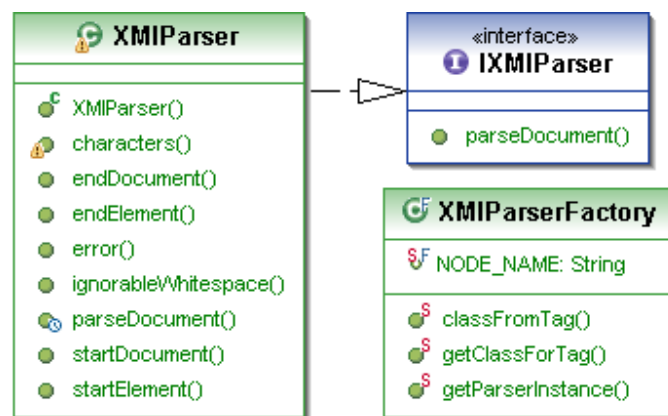 XMIParser
XMIParser()
characters()
endDocument()
endElement()
error()
ignorableWhitespace()
parseDocument()
startDocument()
startElement()
«interface»
IXMIParser
parseDocument()
XMIParserFactory
NODE_NAME: String
classFromTag()
getClassForTag()
getParserInstance()